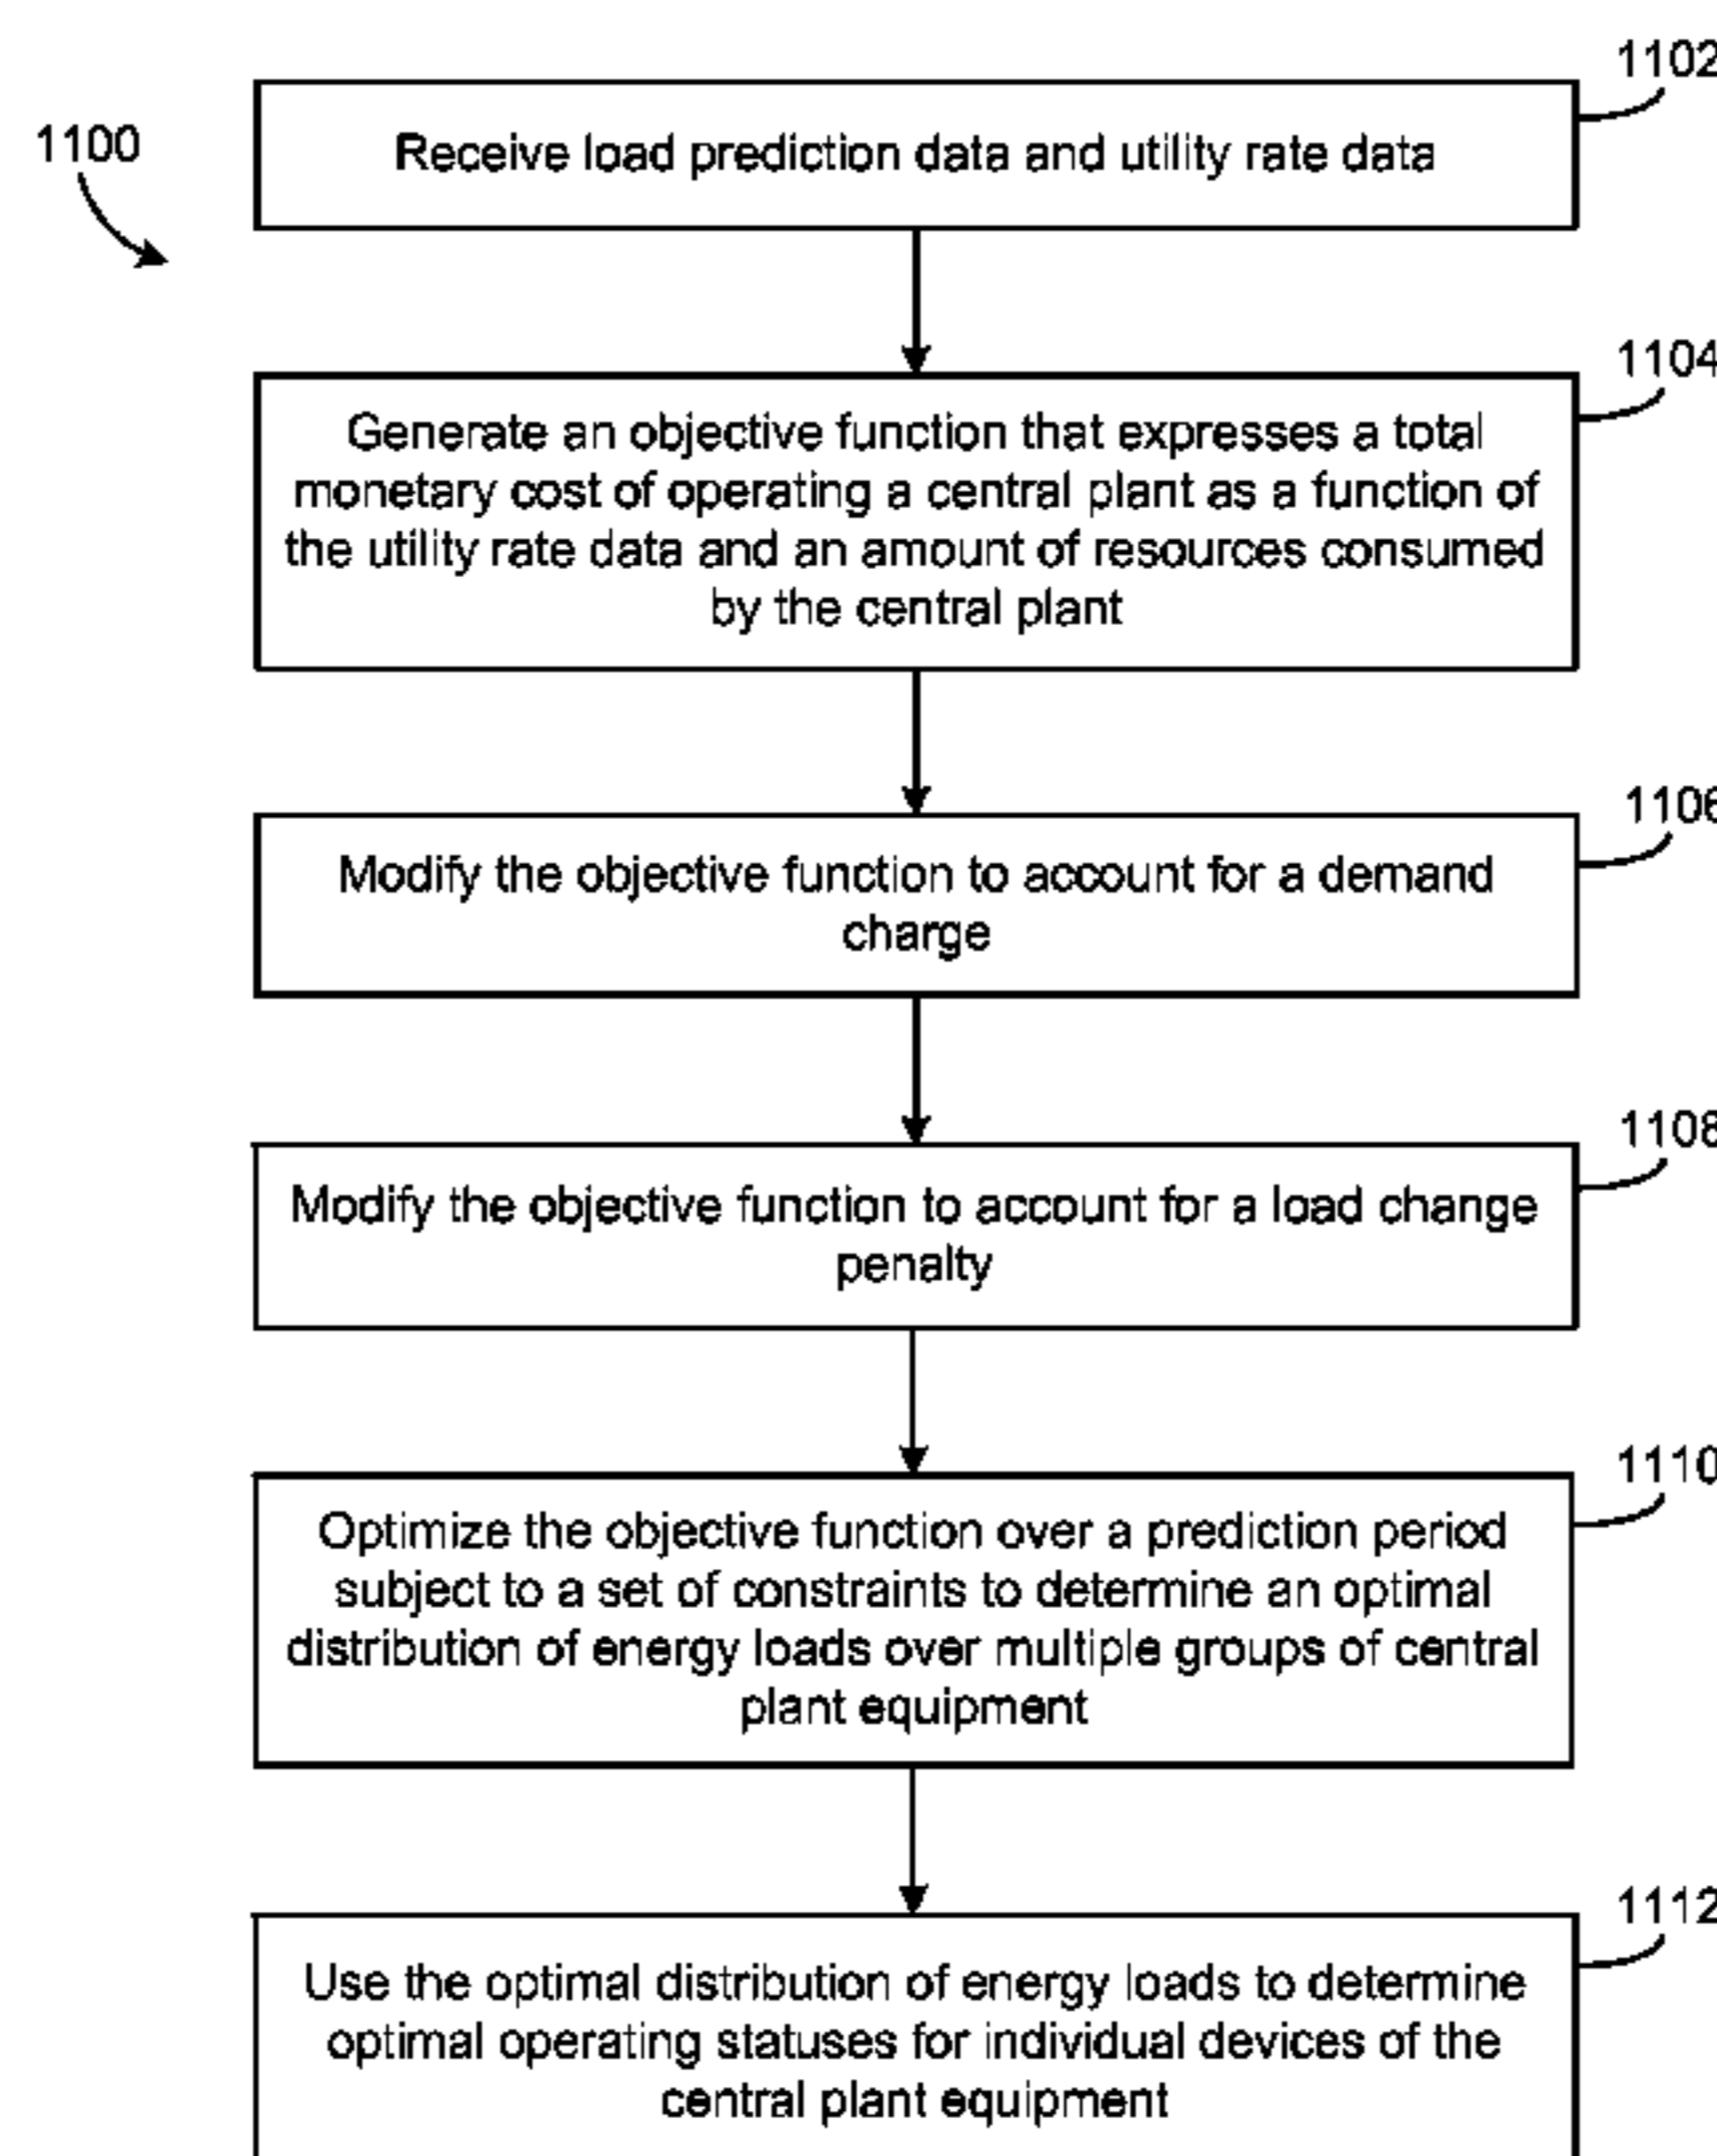 1102
1100
Receive load prediction data and utility rate data
1104
Generate an objective function that expresses a total
monetary cost of operating a central plant as a function of
the utility rate data and an amount of resources consumed
by the central plant
1106
Modify the objective function to account for a demand
charge
1108
Modify the objective function to account for a load change
penalty
1110
Optimize the objective function over a prediction period
subject to a set of constraints to determine an optimal
distribution of energy loads over multiple groups of central
plant equipment
1112
Use the optimal distribution of energy loads to determine
optimal operating statuses for individual devices of the
central plant equipment